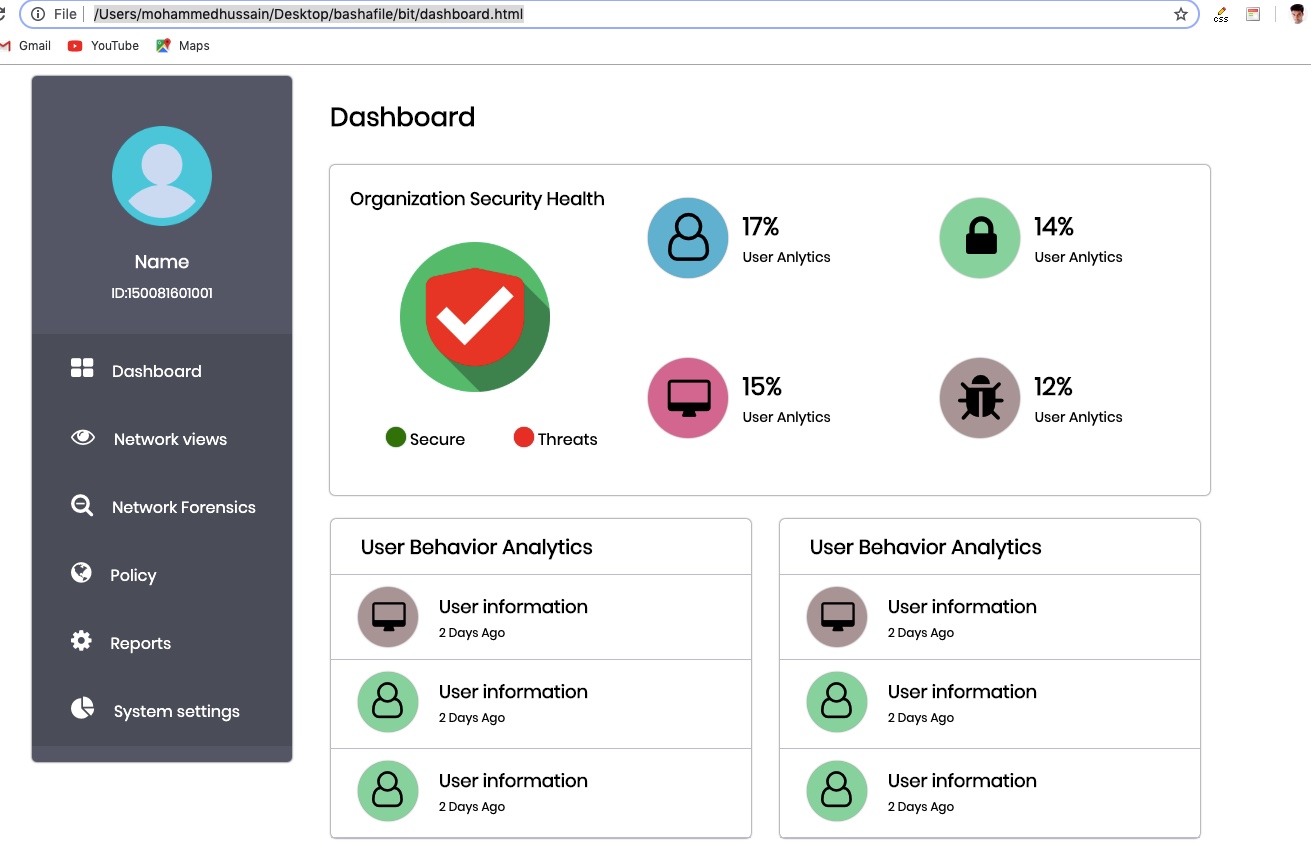 File /Users/mohammedhussain/Desktop/bashafile/bit/dashboard.html
css
Gmail YouTube Maps
Name
ID:150081601001
Dashboard
Network views
Network Forensics
Policy
Reports
System settings
Dashboard
Organization Security Health
Secure Threats
17%
User Anlytics
14%
User Anlytics
15%
User Anlytics
12%
User Anlytics
User Behavior Analytics
User information
2 Days Ago
User information
2 Days Ago
User information
2 Days Ago
User Behavior Analytics
User information
2 Days Ago
User information
2 Days Ago
User information
2 Days Ago